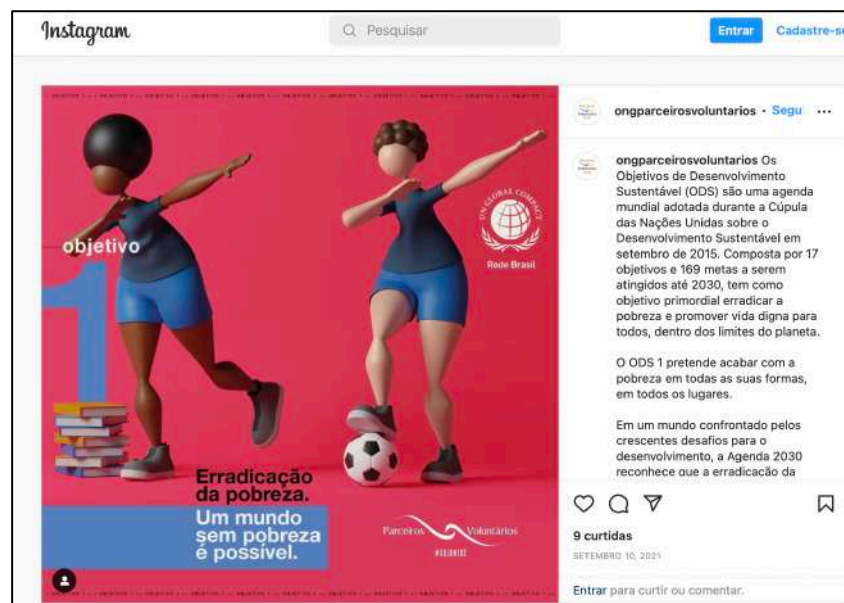 Instagram
Pesquisar
Entrar
Cadastre-se
objetivo
1
UN GLOBAL COMPACT
Rede Brasil
Erradicação
da pobreza.
Um mundo
sem pobreza
é possível.
Parceiros Voluntários
ongparceirosvoluntarios • Segu ...
ongparceirosvoluntarios Os
Objetivos de Desenvolvimento
Sustentável (ODS) são uma agenda
mundial adotada durante a Cúpula
das Nações Unidas sobre o
Desenvolvimento Sustentável em
setembro de 2015. Composta por 17
objetivos e 169 metas a serem
atingidos até 2030, tem como
objetivo primordial erradicar a
pobreza e promover vida digna para
todos, dentro dos limites do planeta.
O ODS 1 pretende acabar com a
pobreza em todas as suas formas,
em todos os lugares.
Em um mundo confrontado pelos
crescentes desafios para o
desenvolvimento, a Agenda 2030
reconhece que a erradicação da
9 curtidas
SETEMBRO 10, 2021
Entrar para curtir ou comentar.